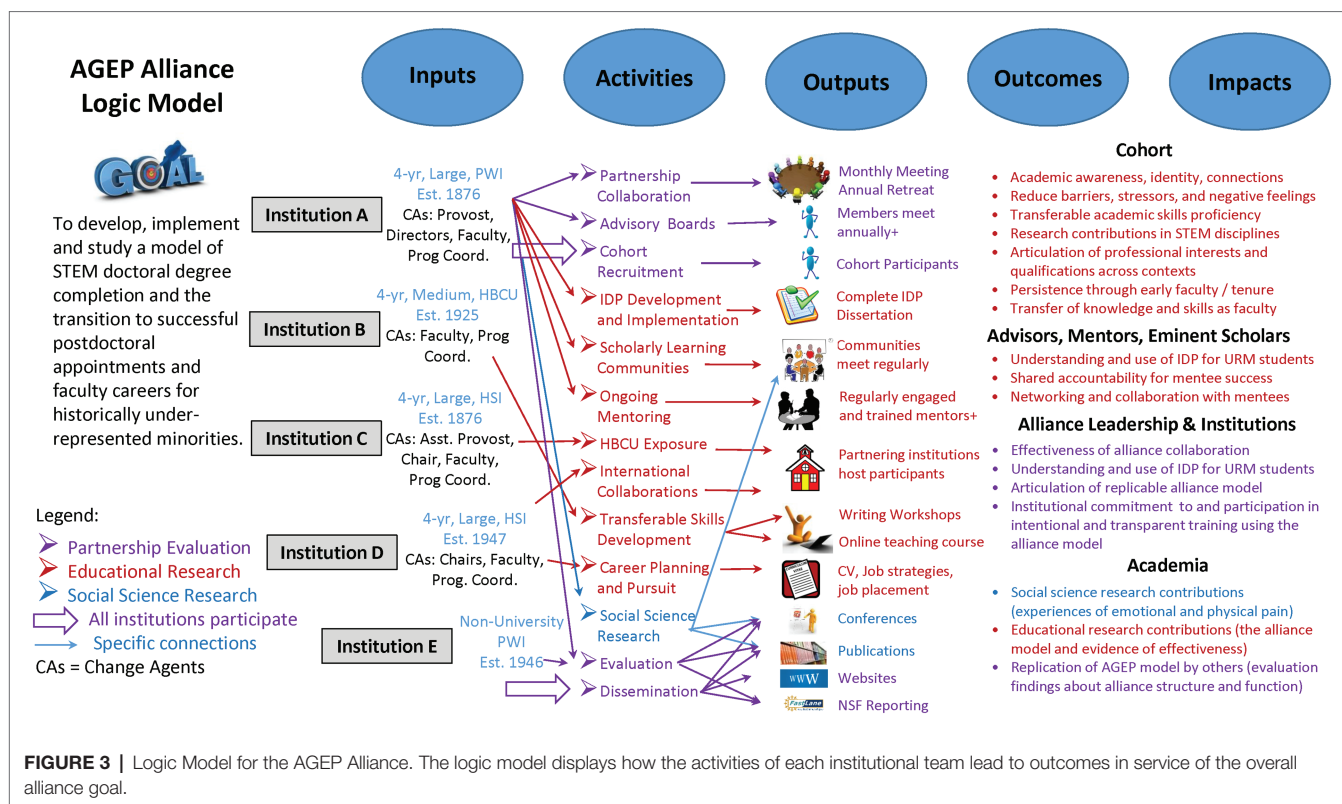 AGEP Alliance
Logic Model
GOAL
To develop, implement
and study a model of
STEM doctoral degree
completion and the
transition to successful
postdoctoral
appointments and
faculty careers for
historically under-
represented minorities.
Legend:
Partnership Evaluation
Educational Research
Social Science Research
All institutions participate
Specific connections
CAs = Change Agents
Inputs
Institution A
4-yr, Large, PWI
Est. 1876
CAs: Provost,
Directors, Faculty,
Prog Coord.
Institution B
4-yr, Medium, HBCU
Est. 1925
CAs: Faculty, Prog
Coord.
Institution C
4-yr, Large, HSI
Est. 1876
CAs: Asst. Provost,
Chair, Faculty,
Prog Coord.
Institution D
4-yr, Large, HSI
Est. 1947
CAs: Chairs, Faculty,
Prog. Coord.
Institution E
Non-University
PWI
Est. 1946
Activities
Partnership
Collaboration
Advisory Boards
Cohort
Recruitment
IDP Development
and Implementation
Scholarly Learning
Communities
Ongoing
Mentoring
HBCU Exposure
International
Collaborations
Transferable Skills
Development
Career Planning
and Pursuit
Social Science
Research
Evaluation
Dissemination
Outputs
Monthly Meeting
Annual Retreat
Members meet
annually+
Cohort Participants
Complete IDP
Dissertation
Communities
meet regularly
Regularly engaged
and trained mentors+
Partnering institutions
host participants
Writing Workshops
Online teaching course
CV, Job strategies,
job placement
Conferences
Publications
www
Websites
FastLane
NSF Reporting
Outcomes
Impacts
Cohort
• Academic awareness, identity, connections
• Reduce barriers, stressors, and negative feelings
• Transferable academic skills proficiency
• Research contributions in STEM disciplines
• Articulation of professional interests and
qualifications across contexts
• Persistence through early faculty / tenure
• Transfer of knowledge and skills as faculty
Advisors, Mentors, Eminent Scholars
• Understanding and use of IDP for URM students
• Shared accountability for mentee success
• Networking and collaboration with mentees
Alliance Leadership & Institutions
• Effectiveness of alliance collaboration
• Understanding and use of IDP for URM students
• Articulation of replicable alliance model
• Institutional commitment to and participation in
intentional and transparent training using the
alliance model
Academia
• Social science research contributions
(experiences of emotional and physical pain)
• Educational research contributions (the alliance
model and evidence of effectiveness)
• Replication of AGEP model by others (evaluation
findings about alliance structure and function)
FIGURE 3 | Logic Model for the AGEP Alliance. The logic model displays how the activities of each institutional team lead to outcomes in service of the overall
alliance goal.